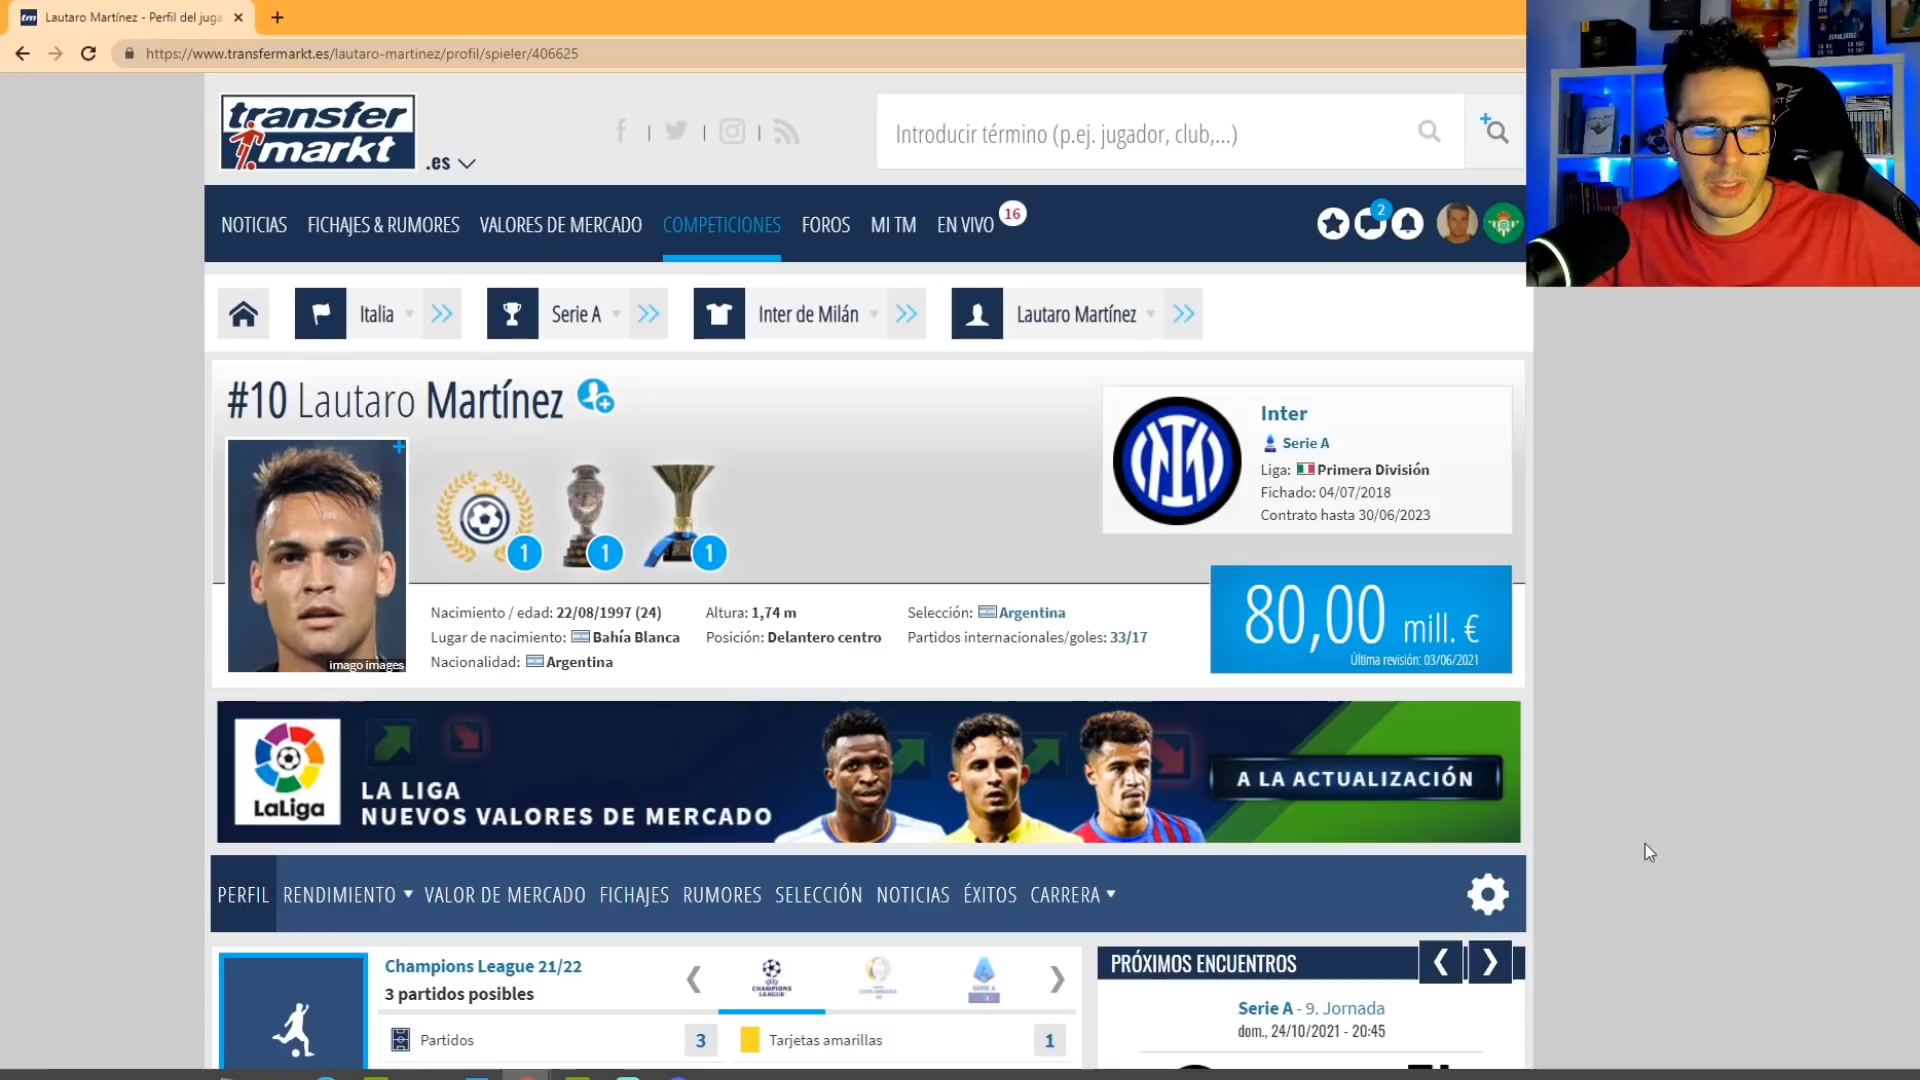 Lautaro Martínez - Perfil del juga
https://www.transfermarkt.es/lautaro-martinez/profil/spieler/406625
transfer
markt
.es
Introducir término (p.ej. jugador, club,...)
NOTICIAS FICHAJES & RUMORES VALORES DE MERCADO COMPETICIONES FOROS MI TM EN VIVO 16
2
Italia Serie A Inter de Milán Lautaro Martínez
#10 Lautaro Martínez
1 1 1
Inter
Serie A
Liga: Primera División
Fichado: 04/07/2018
Contrato hasta 30/06/2023
imago images
Nacimiento / edad: 22/08/1997 (24)
Lugar de nacimiento: Bahía Blanca
Nacionalidad: Argentina
Altura: 1,74 m
Posición: Delantero centro
Selección: Argentina
Partidos internacionales/goles: 33/17
80,00 mill. €
Última revisión: 03/06/2021
LaLiga
LA LIGA
NUEVOS VALORES DE MERCADO
A LA ACTUALIZACIÓN
PERFIL RENDIMIENTO VALOR DE MERCADO FICHAJES RUMORES SELECCIÓN NOTICIAS ÉXITOS CARRERA
Champions League 21/22
3 partidos posibles
CHAMPIONS
LEAGUE
Partidos 3
Tarjetas amarillas 1
PRÓXIMOS ENCUENTROS
Serie A - 9. Jornada
dom., 24/10/2021 - 20:45